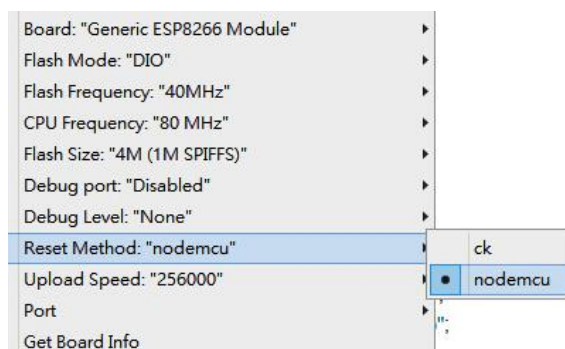 Board: "Generic ESP8266 Module"
Flash Mode: "DIO"
Flash Frequency: "40MHz"
CPU Frequency: "80 MHz"
Flash Size: "4M (1M SPIFFS)"
Debug port: "Disabled"
Debug Level: "None"
Reset Method: "nodemcu"
ck
Upload Speed: "256000"
nodemcu
Port
";
Get Board Info